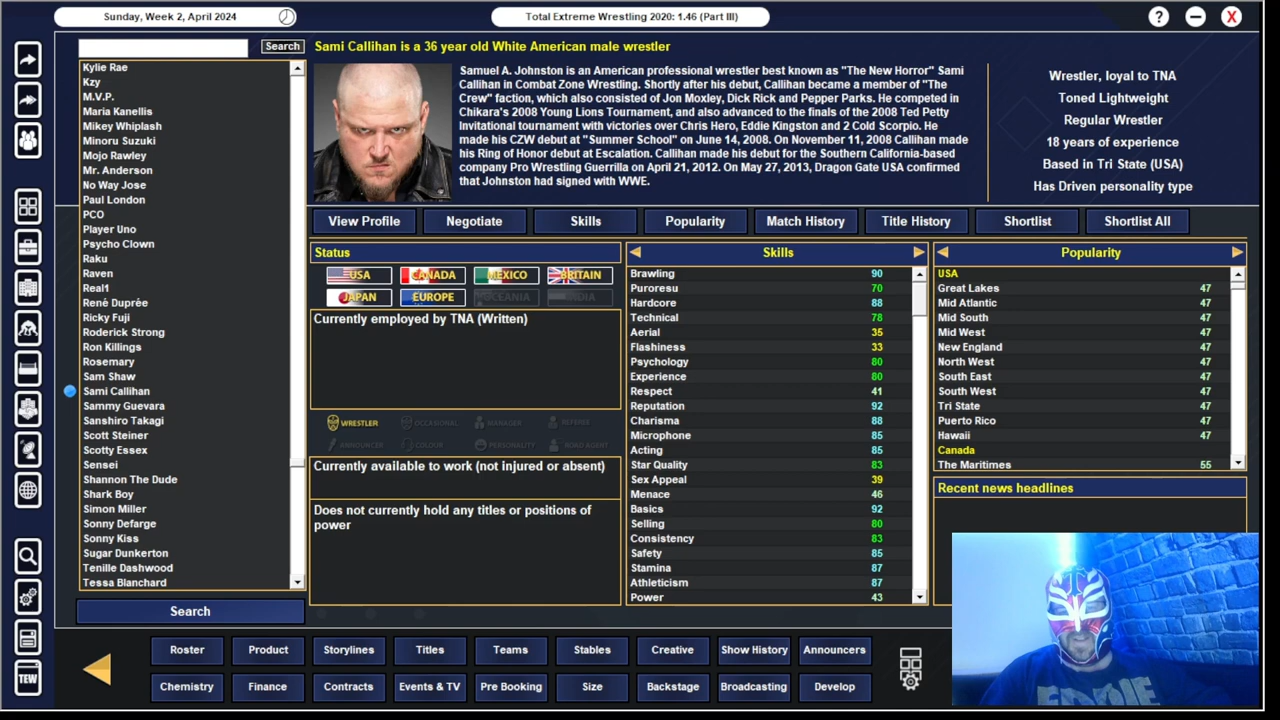 Sunday, Week 2, April 2024
Total Extreme Wrestling 2020: 1.46 (Part III)
?
X
Search
Kylie Rae
Kzy
M.V.P.
Maria Kanellis
Mikey Whiplash
Minoru Suzuki
Mojo Rawley
Mr. Anderson
No Way Jose
Paul London
PCO
Player Uno
Psycho Clown
Raku
Raven
Real1
René Duprêe
Ricky Fuji
Roderick Strong
Ron Killings
Rosemary
Sam Shaw
Sami Callihan
Sammy Guevara
Sanshiro Takagi
Scott Steiner
Scotty Essex
Sensei
Shannon The Dude
Shark Boy
Simon Miller
Sonny Defarge
Sonny Kiss
Sugar Dunkerton
Tenille Dashwood
Tessa Blanchard
Search
Sami Callihan is a 36 year old White American male wrestler
Samuel A. Johnston is an American professional wrestler best known as "The New Horror" Sami
Callihan in Combat Zone Wrestling. Shortly after his debut, Callihan became a member of "The
Crew" faction, which also consisted of Jon Moxley, Dick Rick and Pepper Parks. He competed in
Chikara's 2008 Young Lions Tournament, and also advanced to the finals of the 2008 Ted Petty
Invitational tournament with victories over Chris Hero, Eddie Kingston and 2 Cold Scorpio. He
made his CZW debut at "Summer School" on June 14, 2008. On November 11, 2008 Callihan made
his Ring of Honor debut at Escalation. Callihan made his debut for the Southern California-based
company Pro Wrestling Guerrilla on April 21, 2012. On May 27, 2013, Dragon Gate USA confirmed
that Johnston had signed with WWE.
Wrestler, loyal to TNA
Toned Lightweight
Regular Wrestler
18 years of experience
Based in Tri State (USA)
Has Driven personality type
View Profile Negotiate Skills Popularity Match History Title History Shortlist Shortlist All
Status
USA CANADA MEXICO BRITAIN
JAPAN EUROPE OCEANIA INDIA
Currently employed by TNA (Written)
WRESTLER OCCASIONAL MANAGER REFEREE
ANNOUNCER COLOUR PERSONALITY ROAD AGENT
Currently available to work (not injured or absent)
Does not currently hold any titles or positions of
power
Skills
Brawling 90
Puroresu 70
Hardcore 88
Technical 78
Aerial 35
Flashiness 33
Psychology 80
Experience 80
Respect 41
Reputation 92
Charisma 88
Microphone 85
Acting 85
Star Quality 83
Sex Appeal 39
Menace 46
Basics 92
Selling 80
Consistency 83
Safety 85
Stamina 87
Athleticism 87
Power 43
Popularity
USA
Great Lakes 47
Mid Atlantic 47
Mid South 47
Mid West 47
New England 47
North West 47
South East 47
South West 47
Tri State 47
Puerto Rico 47
Hawaii 47
Canada
The Maritimes 55
Recent news headlines
EDDIE
TEW
Roster Product Storylines Titles Teams Stables Creative Show History Announcers
Chemistry Finance Contracts Events & TV Pre Booking Size Backstage Broadcasting Develop